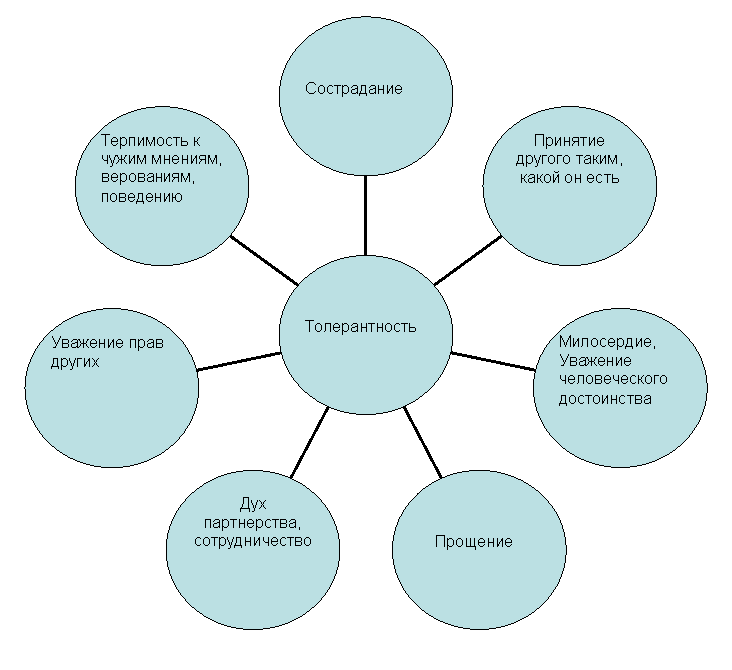 Сострадание
Терпимость к
чужим мнениям,
верованиям,
поведению
Принятие
другого таким,
какой он есть
Толерантность
Уважение прав
других
Милосердие,
Уважение
человеческого
достоинства
Дух
партнерства,
сотрудничество
Прощение